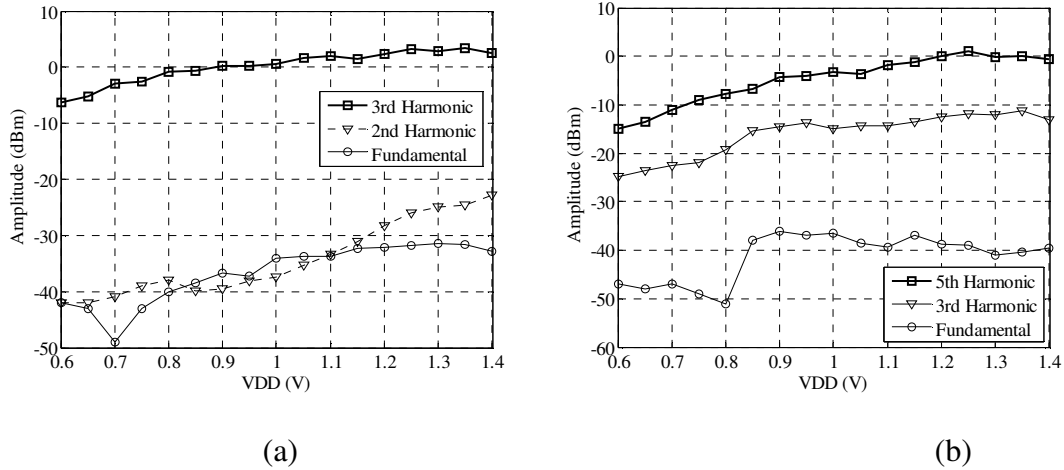 10
0
-10
-20
-30
-40
-50
Amplitude (dBm)
3rd Harmonic
2nd Harmonic
Fundamental
0.6 0.7 0.8 0.9 1 1.1 1.2 1.3 1.4
VDD (V)
(a)
10
0
-10
-20
-30
-40
-50
-60
Amplitude (dBm)
5th Harmonic
3rd Harmonic
Fundamental
0.6 0.7 0.8 0.9 1 1.1 1.2 1.3 1.4
VDD (V)
(b)